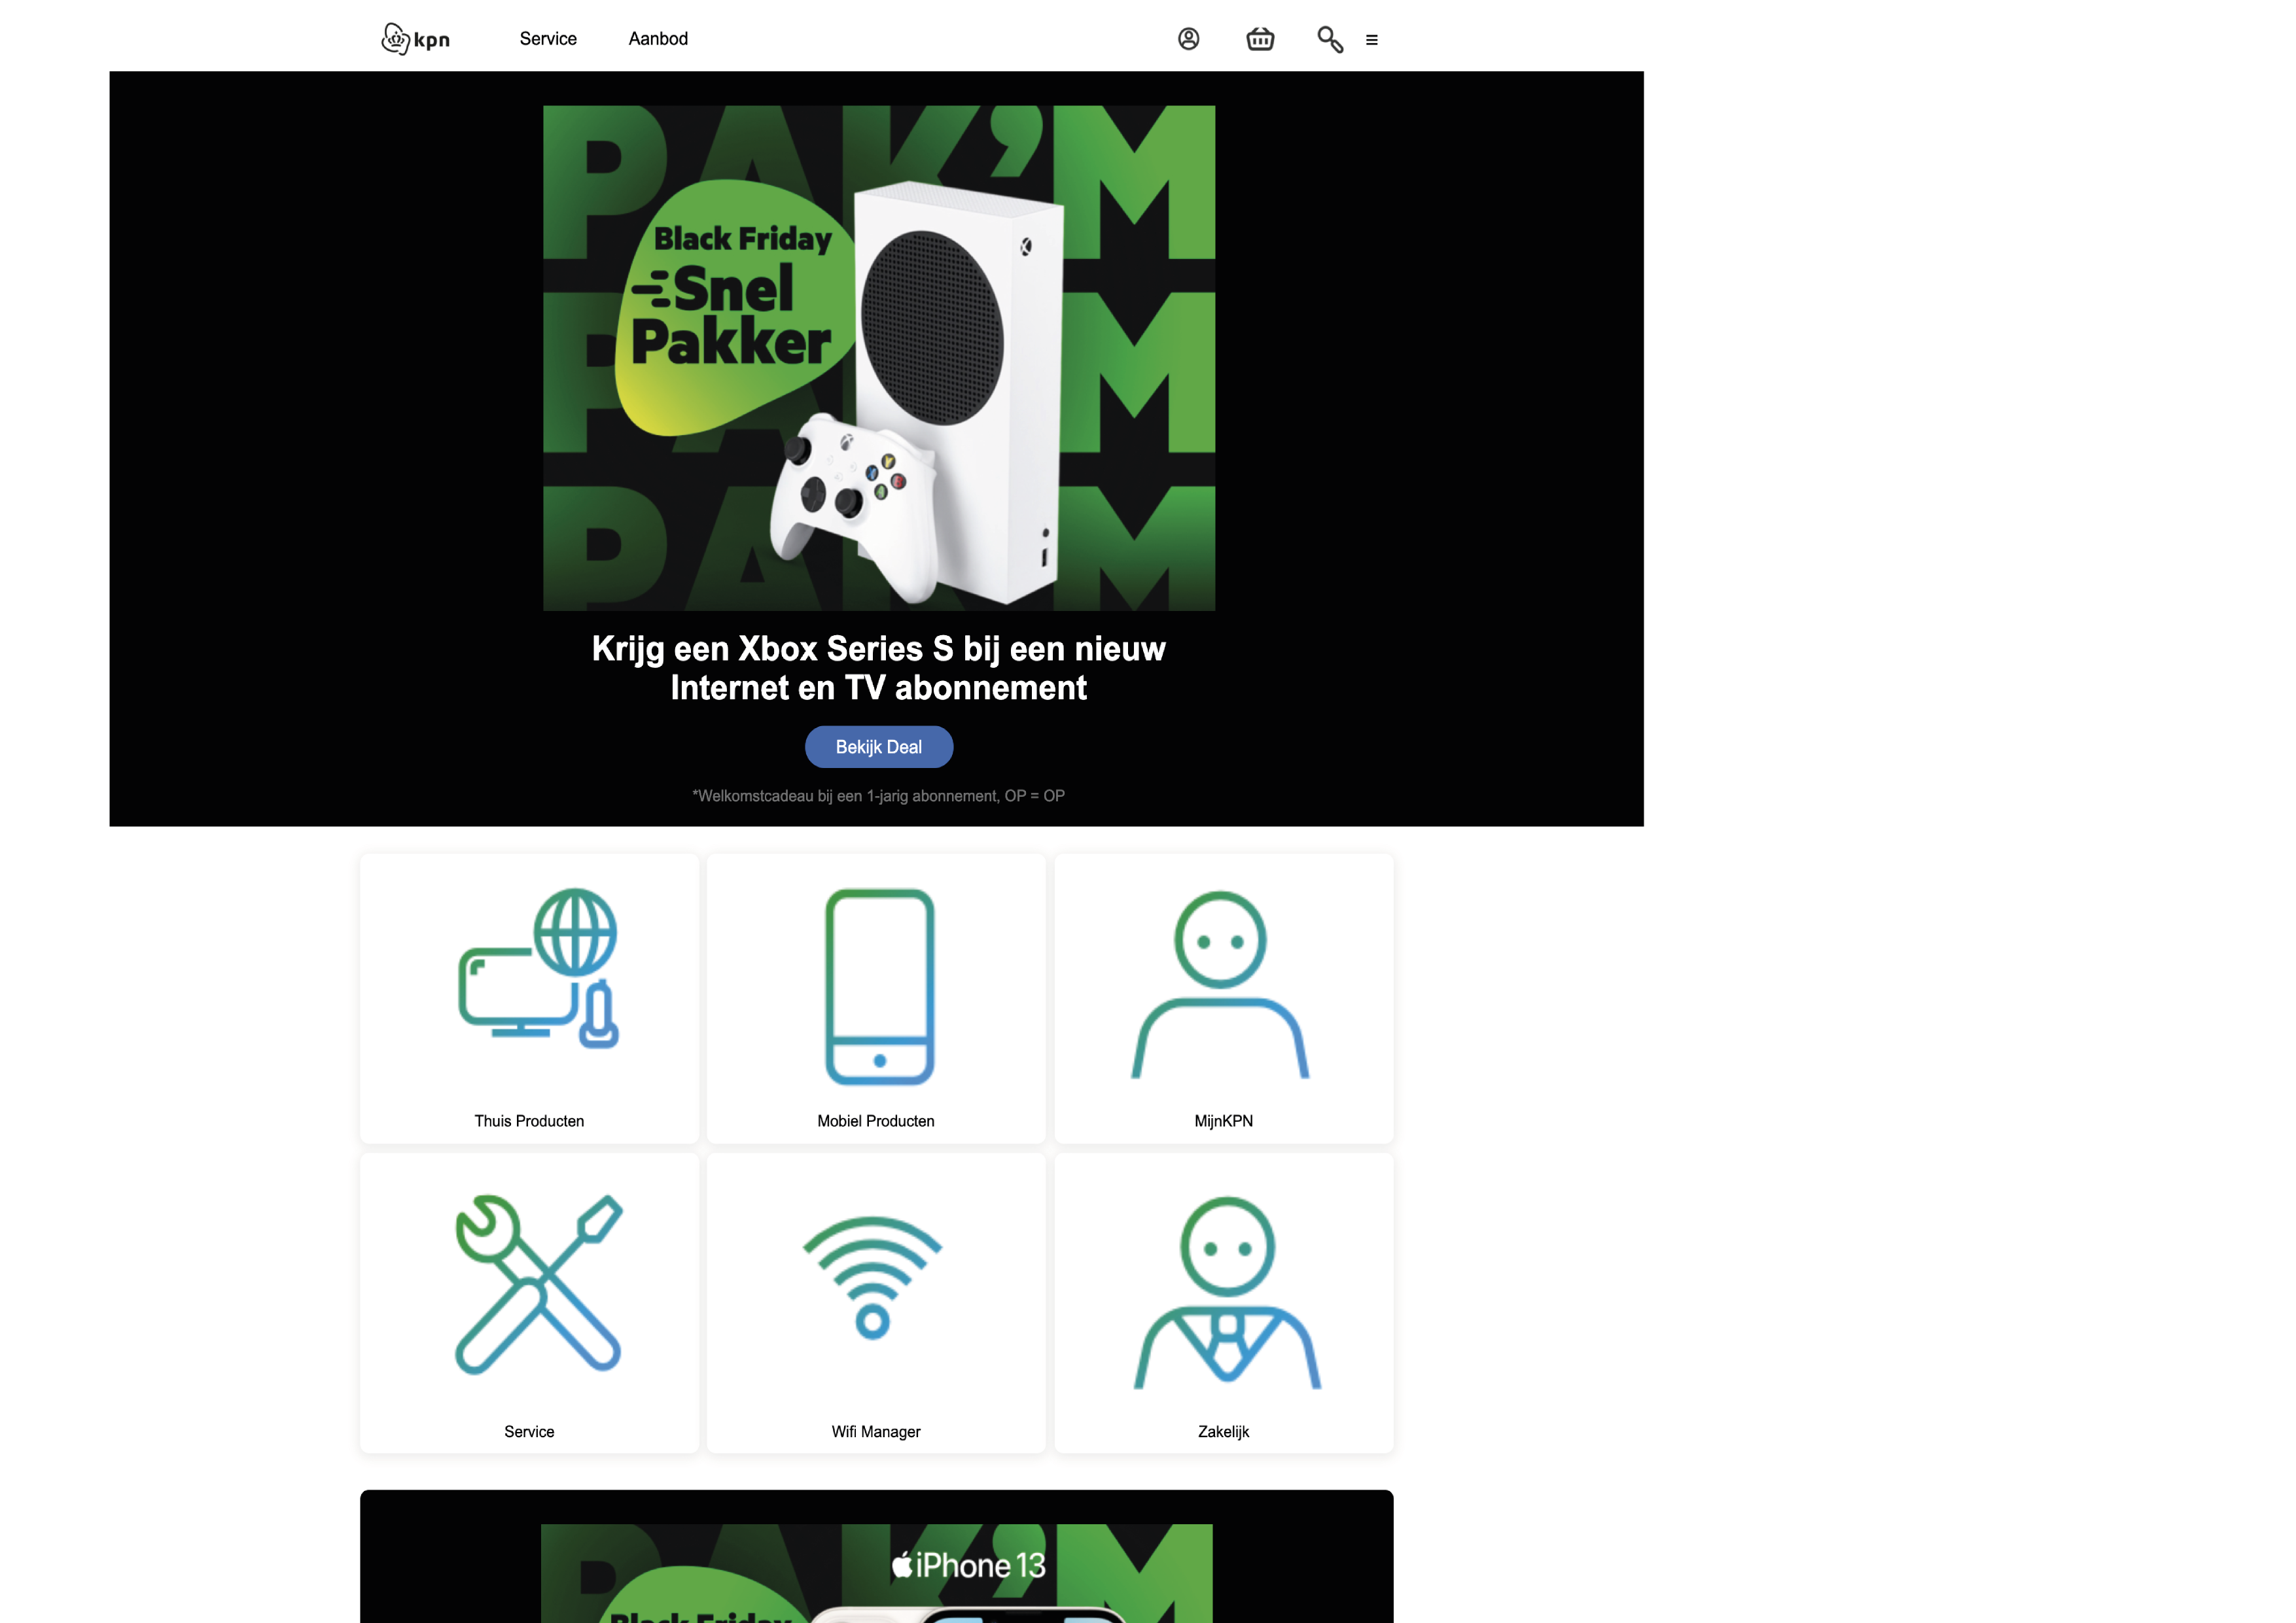 kpn
Service
Aanbod
PAK'M
Black Friday
Snel
Pakker
Krijg een Xbox Series S bij een nieuw
Internet en TV abonnement
Bekijk Deal
*Welkomstcadeau bij een 1-jarig abonnement, OP = OP
Thuis Producten
Mobiel Producten
MijnKPN
Service
Wifi Manager
Zakelijk
PAK'M
iPhone 13
Black Friday